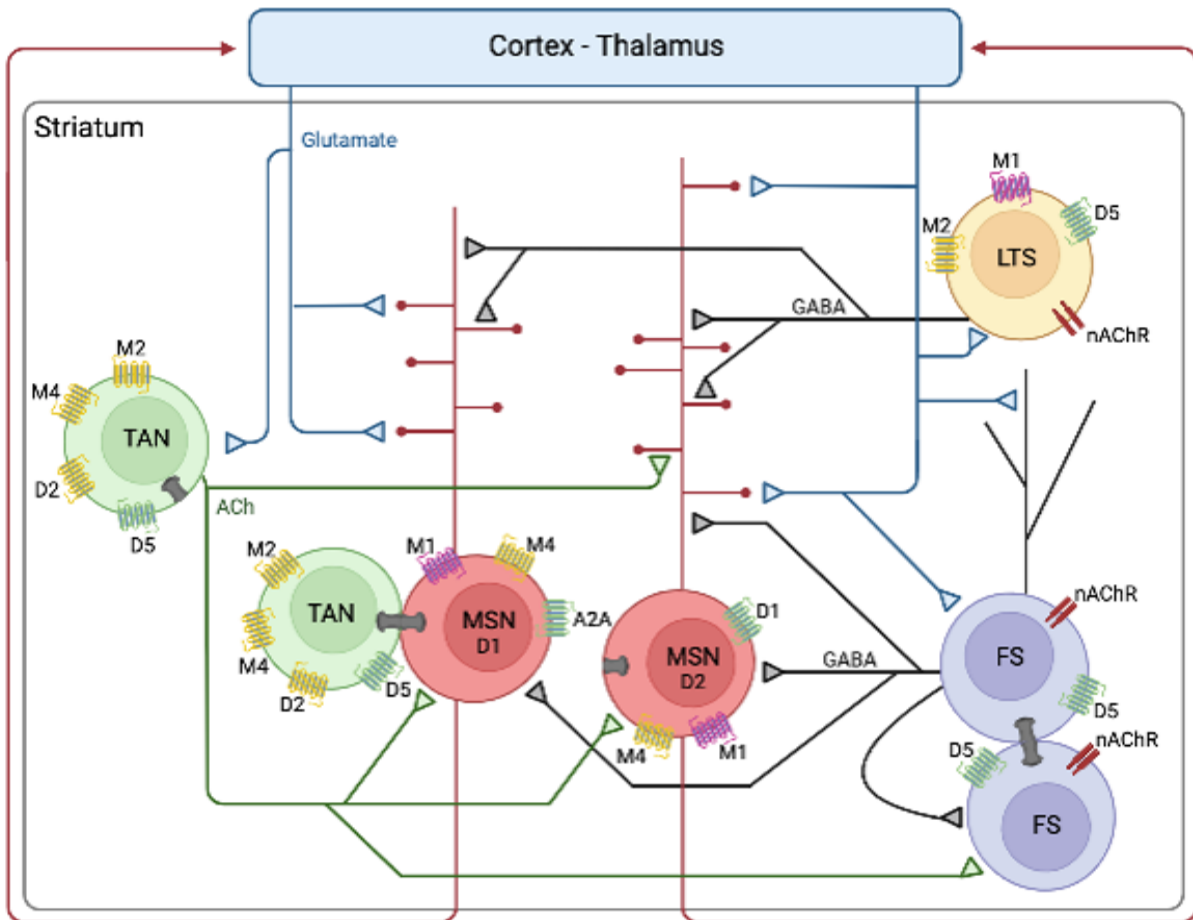 Cortex - Thalamus
Striatum
Glutamate
M1
D5
M2
LTS
GABA
nAChR
M2
M4
TAN
D2
D5
ACh
M2
M1
M4
TAN
MSN
D1
A2A
M4
D2
D5
D1
MSN
D2
M4
M1
GABA
nAChR
FS
D5
nAChR
D5
FS